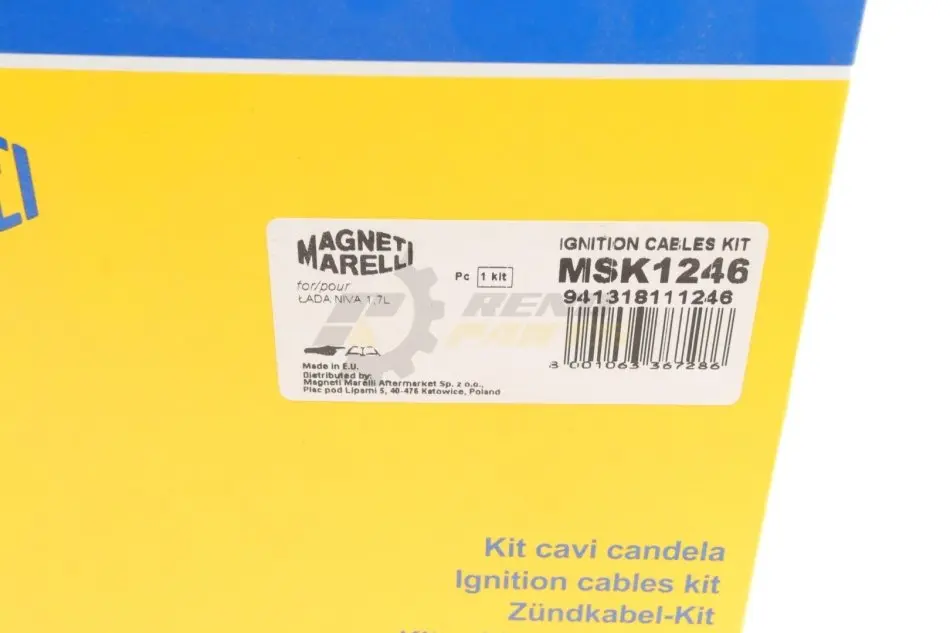 MAGNETI
MARELLI
for/pour
ŁADA NIVA 1,7L
Pc 1 kit
IGNITION CABLES KIT
MSK1246
941318111246
8 001063 367286
Made in E.U.
Distributed by:
Magneti Marelli Aftermarket Sp. z o.o.,
Plac pod Lipami 5, 40-476 Katowice, Poland
Kit cavi candela
Ignition cables kit
Zündkabel-Kit